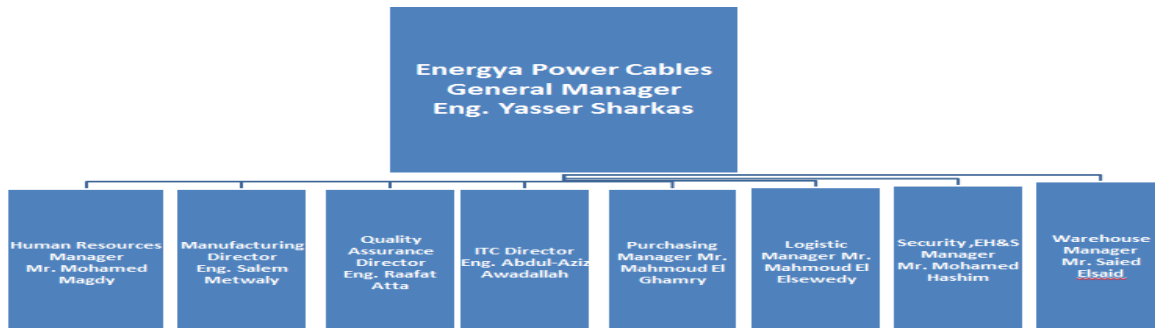 Energya Power Cables
General Manager
Eng. Yasser Sharkas
Human Resources
Manager
Mr. Mohamed
Magdy
Manufacturing
Director
Eng. Salem
Metwaly
Quality
Assurance
Director
Eng. Raafat
Atta
ITC Director
Eng. Abdul-Aziz
Awadallah
Purchasing
Manager Mr.
Mahmoud El
Ghamry
Logistic
Manager Mr.
Mahmoud El
Elsewedy
Security ,EH&S
Manager
Mr. Mohamed
Hashim
Warehouse
Manager
Mr. Saied
Elsaid